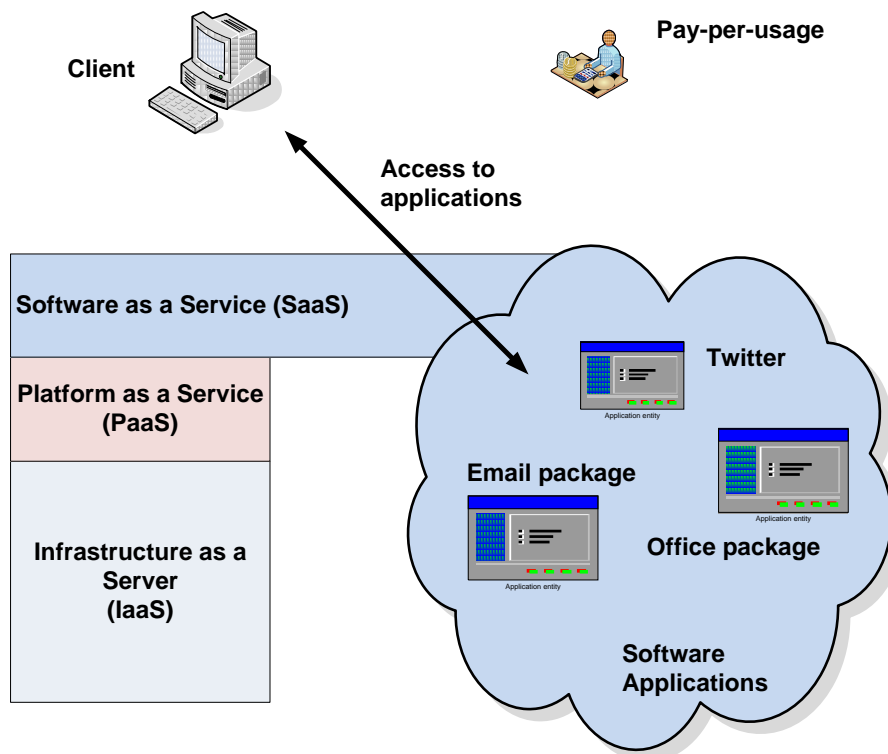 Client
Pay-per-usage
Access to
applications
Software as a Service (SaaS)
Platform as a Service
(PaaS)
Infrastructure as a
Server
(IaaS)
Twitter
Application entity
Email package
Application entity
Office package
Application entity
Software
Applications